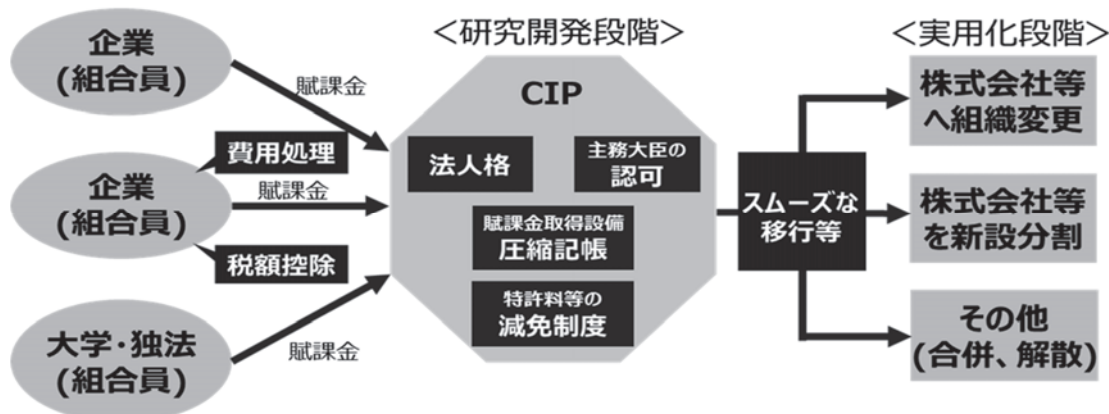 企業
(組合員)
賦課金
費用処理
企業
(組合員)
賦課金
税額控除
大学・独法
(組合員)
賦課金
＜研究開発段階＞
CIP
法人格
主務大臣の
認可
賦課金取得設備
圧縮記帳
特許料等の
減免制度
スムーズな
移行等
＜実用化段階＞
株式会社等
へ組織変更
株式会社等
を新設分割
その他
(合併、解散)